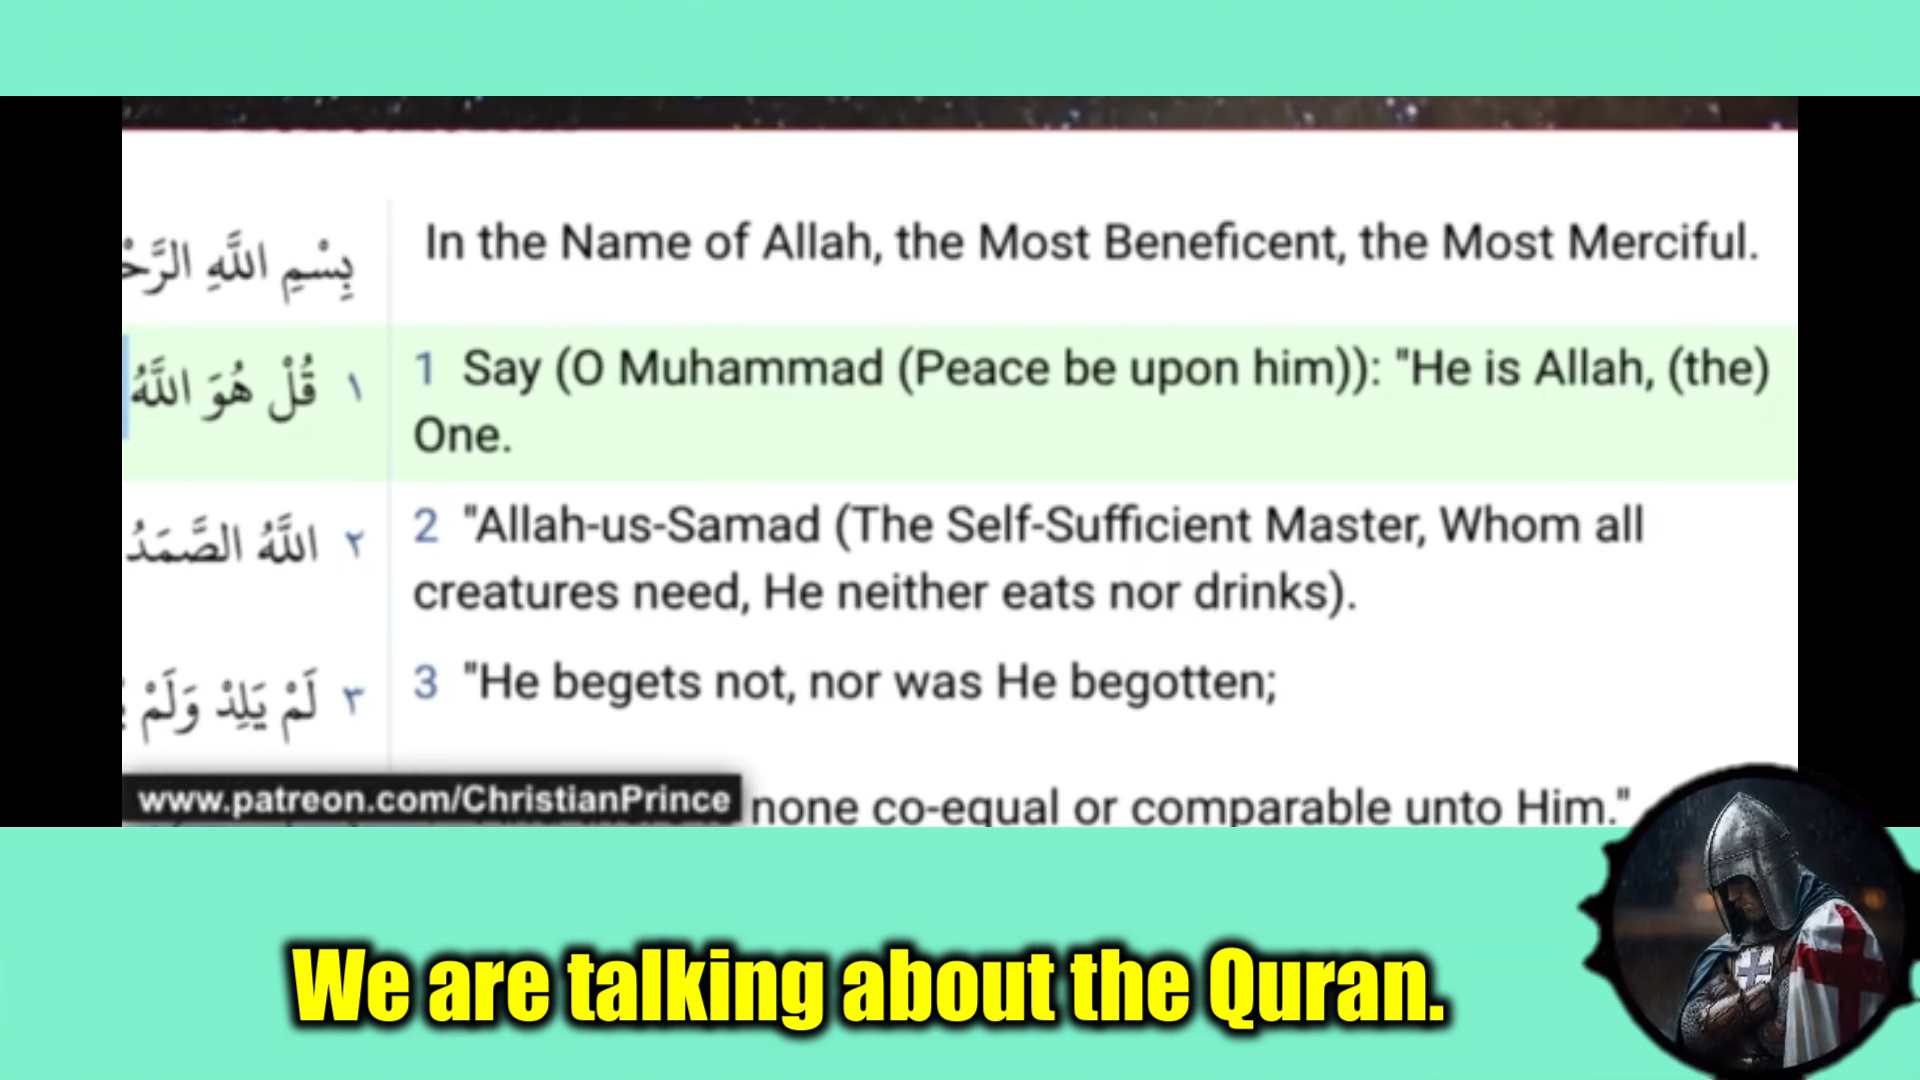 In the Name of Allah, the Most Beneficent, the Most Merciful.
بِسْمِ اللَّهِ
1 Say (O Muhammad (Peace be upon him)): "He is Allah, (the)
One.
١ قُلْ هُوَ اللَّهُ
2 "Allah-us-Samad (The Self-Sufficient Master, Whom all
creatures need, He neither eats nor drinks).
٢ اللَّهُ الصَّمَدُ
3 "He begets not, nor was He begotten;
٣ لَمْ يَلِدْ وَلَمْ
www.patreon.com/ChristianPrince
none co-equal or comparable unto Him."
We are talking about the Quran.